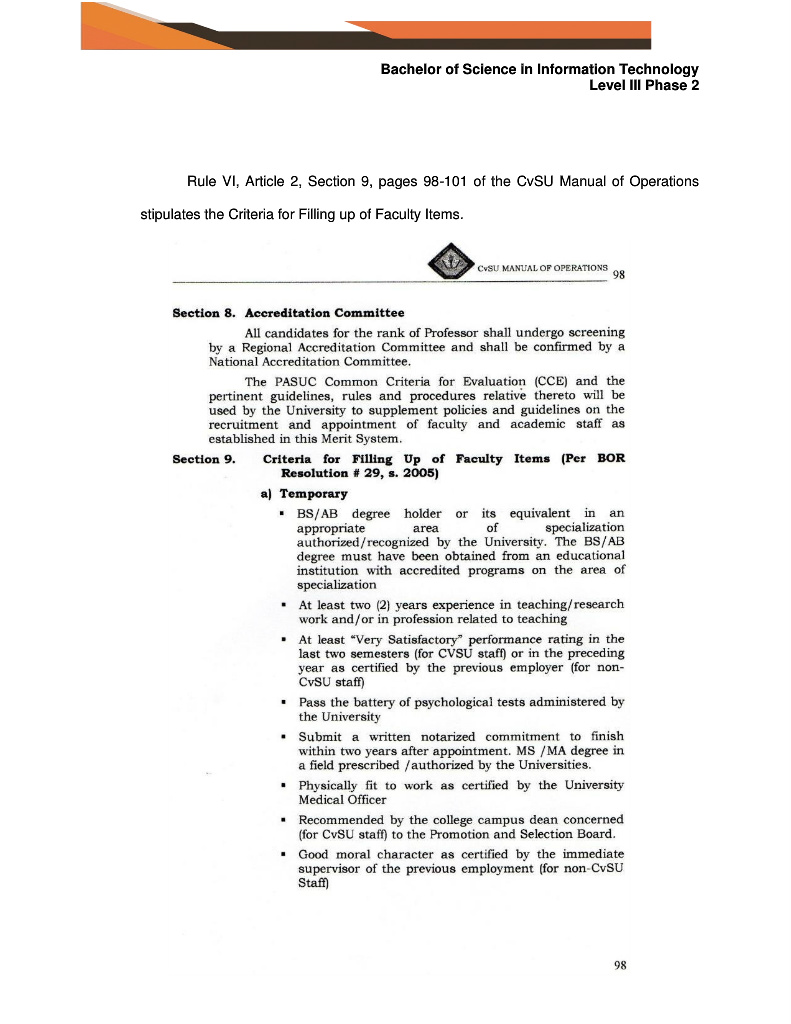 Bachelor of Science in Information Technology
Level III Phase 2
Rule VI, Article 2, Section 9, pages 98-101 of the CvSU Manual of Operations
stipulates the Criteria for Filling up of Faculty Items.
CvSU MANUAL OF OPERATIONS 98
Section 8. Accreditation Committee
All candidates for the rank of Professor shall undergo screening
by a Regional Accreditation Committee and shall be confirmed by a
National Accreditation Committee.
The PASUC Common Criteria for Evaluation (CCE) and the
pertinent guidelines, rules and procedures relative thereto will be
used by the University to supplement policies and guidelines on the
recruitment and appointment of faculty and academic staff as
established in this Merit System.
Section 9. Criteria for Filling Up of Faculty Items (Per BOR
Resolution # 29, s. 2005)
a) Temporary
▪ BS/AB degree holder or its equivalent in an
appropriate area of specialization
authorized/recognized by the University. The BS/AB
degree must have been obtained from an educational
institution with accredited programs on the area of
specialization
▪ At least two (2) years experience in teaching/research
work and/or in profession related to teaching
▪ At least "Very Satisfactory" performance rating in the
last two semesters (for CVSU staff) or in the preceding
year as certified by the previous employer (for non-
CvSU staff)
▪ Pass the battery of psychological tests administered by
the University
▪ Submit a written notarized commitment to finish
within two years after appointment. MS /MA degree in
a field prescribed /authorized by the Universities.
▪ Physically fit to work as certified by the University
Medical Officer
▪ Recommended by the college campus dean concerned
(for CvSU staff) to the Promotion and Selection Board.
▪ Good moral character as certified by the immediate
supervisor of the previous employment (for non-CvSU
Staff)
98